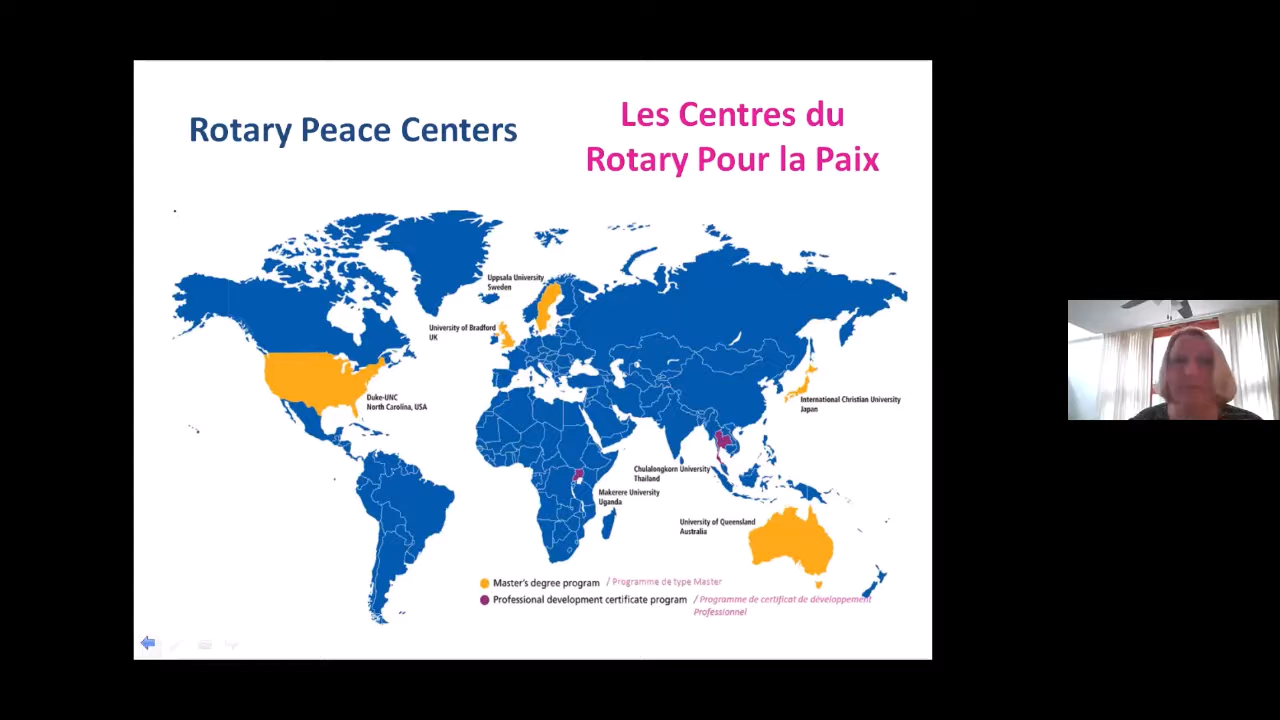 Rotary Peace Centers
Les Centres du
Rotary Pour la Paix
Uppsala University
Sweden
University of Bradford
UK
Duke-UNC
North Carolina, USA
International Christian University
Japan
Chulalongkorn University
Thailand
Makerere University
Uganda
University of Queensland
Australia
Master's degree program / Programme de type Master
Professional development certificate program / Programme de certificat de développement
Professionnel